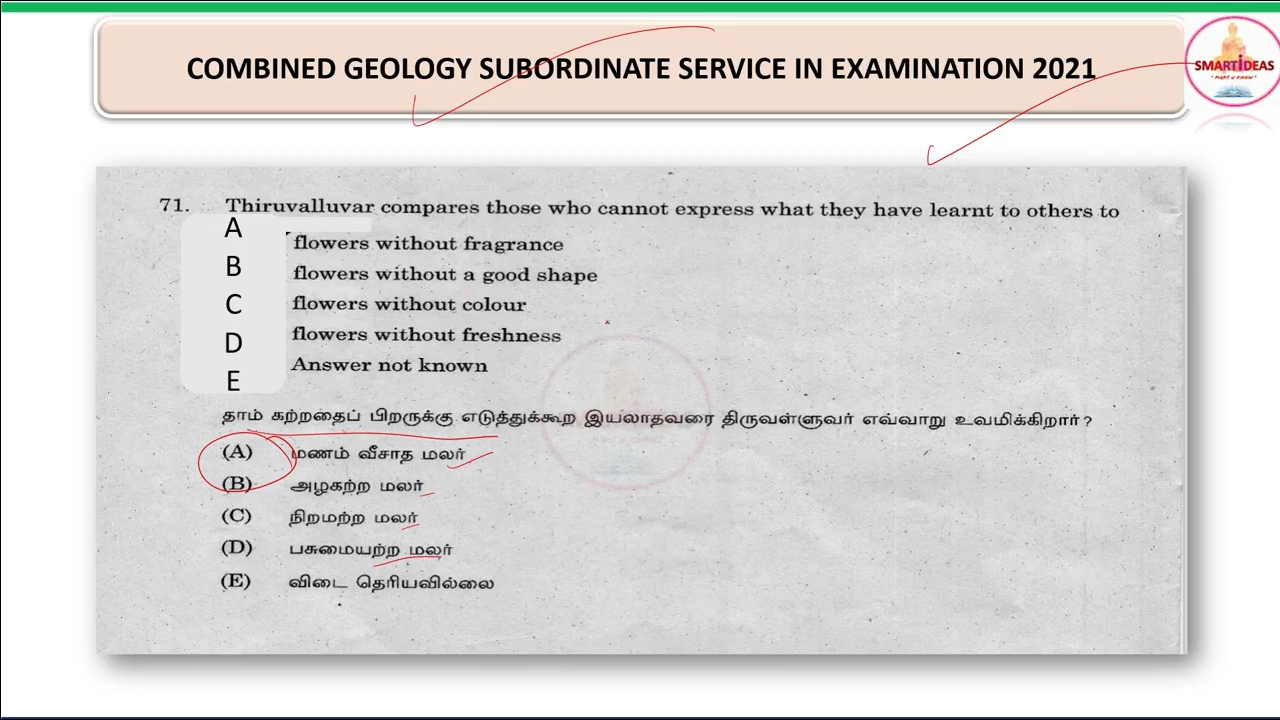 COMBINED GEOLOGY SUBORDINATE SERVICE IN EXAMINATION 2021
SMARTIDEAS
" MAKE U KNOW "
71. Thiruvalluvar compares those who cannot express what they have learnt to others to
A flowers without fragrance
B flowers without a good shape
C flowers without colour
D flowers without freshness
E Answer not known
தாம் கற்றதைப் பிறருக்கு எடுத்துக்கூற இயலாதவரை திருவள்ளுவர் எவ்வாறு உவமிக்கிறார்?
(A) மணம் வீசாத மலர்
(B) அழகற்ற மலர்
(C) நிறமற்ற மலர்
(D) பசுமையற்ற மலர்
(E) விடை தெரியவில்லை